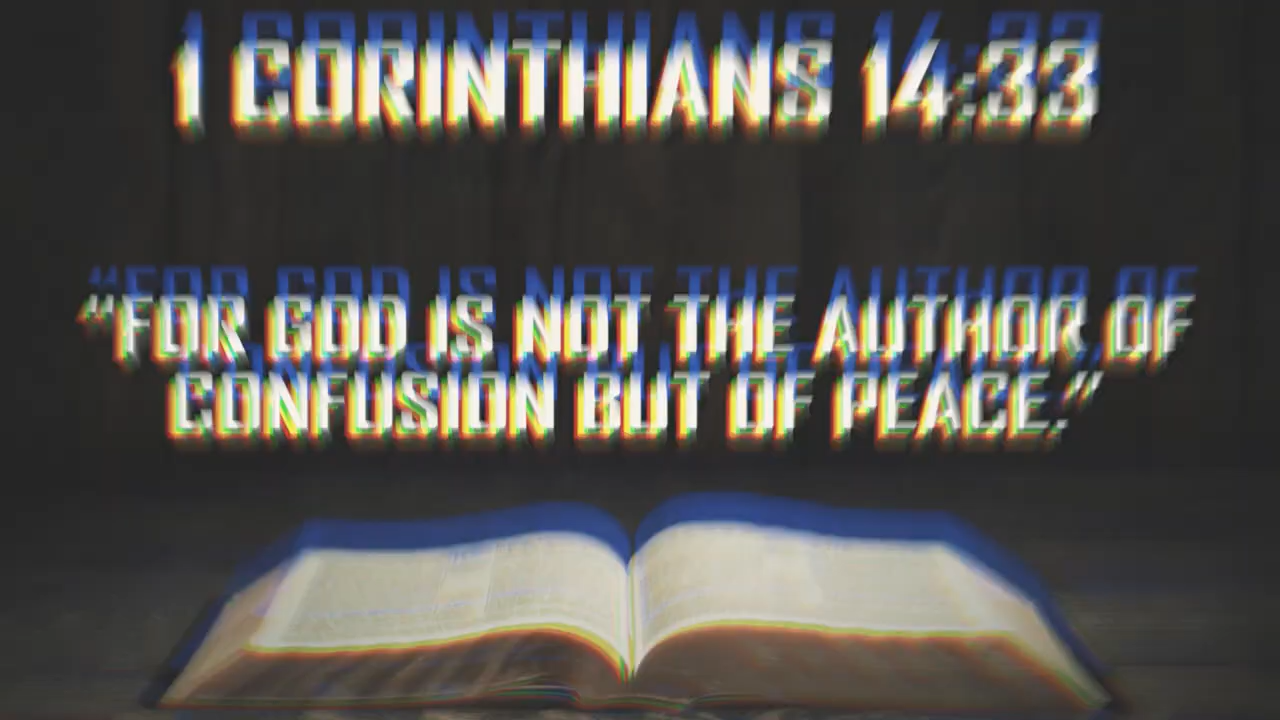 1 CORINTHIANS 14:33
“FOR GOD IS NOT THE AUTHOR OF
CONFUSION BUT OF PEACE.”